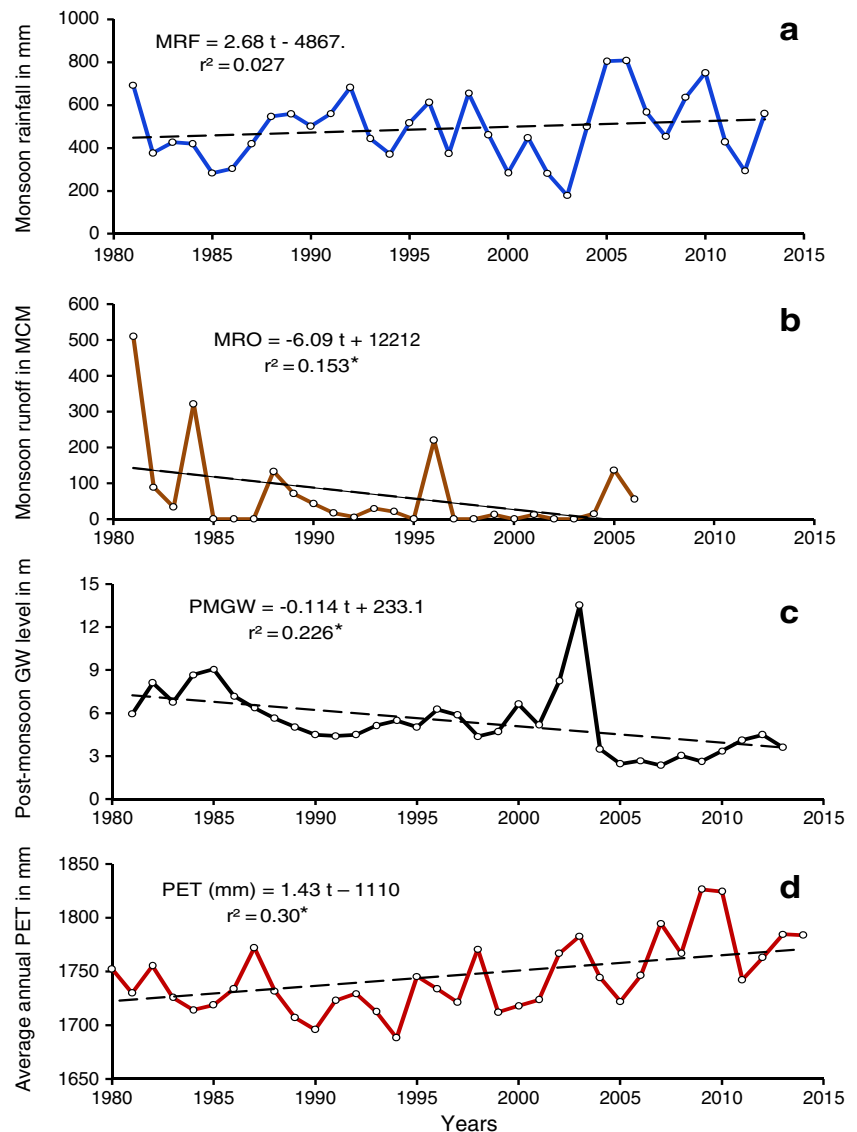 Monsoon rainfall in mm
1000
800
600
400
200
0
MRF = 2.68 t - 4867.
r² = 0.027
a
1980 1985 1990 1995 2000 2005 2010 2015
Monsoon runoff in MCM
600
500
400
300
200
100
0
MRO = -6.09 t + 12212
r² = 0.153*
b
1980 1985 1990 1995 2000 2005 2010 2015
Post-monsoon GW level in m
15
12
9
6
3
0
PMGW = -0.114 t + 233.1
r² = 0.226*
c
1980 1985 1990 1995 2000 2005 2010 2015
Average annual PET in mm
1850
1800
1750
1700
1650
PET (mm) = 1.43 t – 1110
r² = 0.30*
d
1980 1985 1990 1995 2000 2005 2010 2015
Years